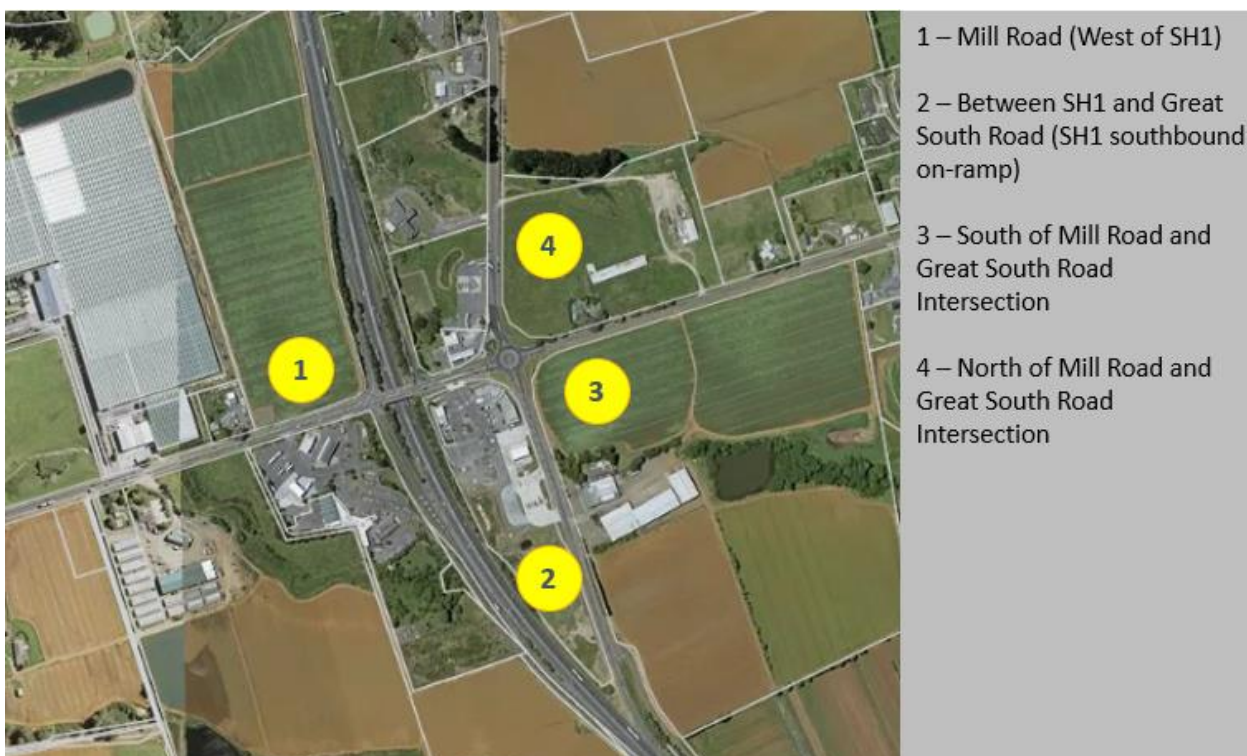 1 – Mill Road (West of SH1)
2 – Between SH1 and Great
South Road (SH1 southbound
on-ramp)
3 – South of Mill Road and
Great South Road
Intersection
4 – North of Mill Road and
Great South Road
Intersection
4
1
3
2